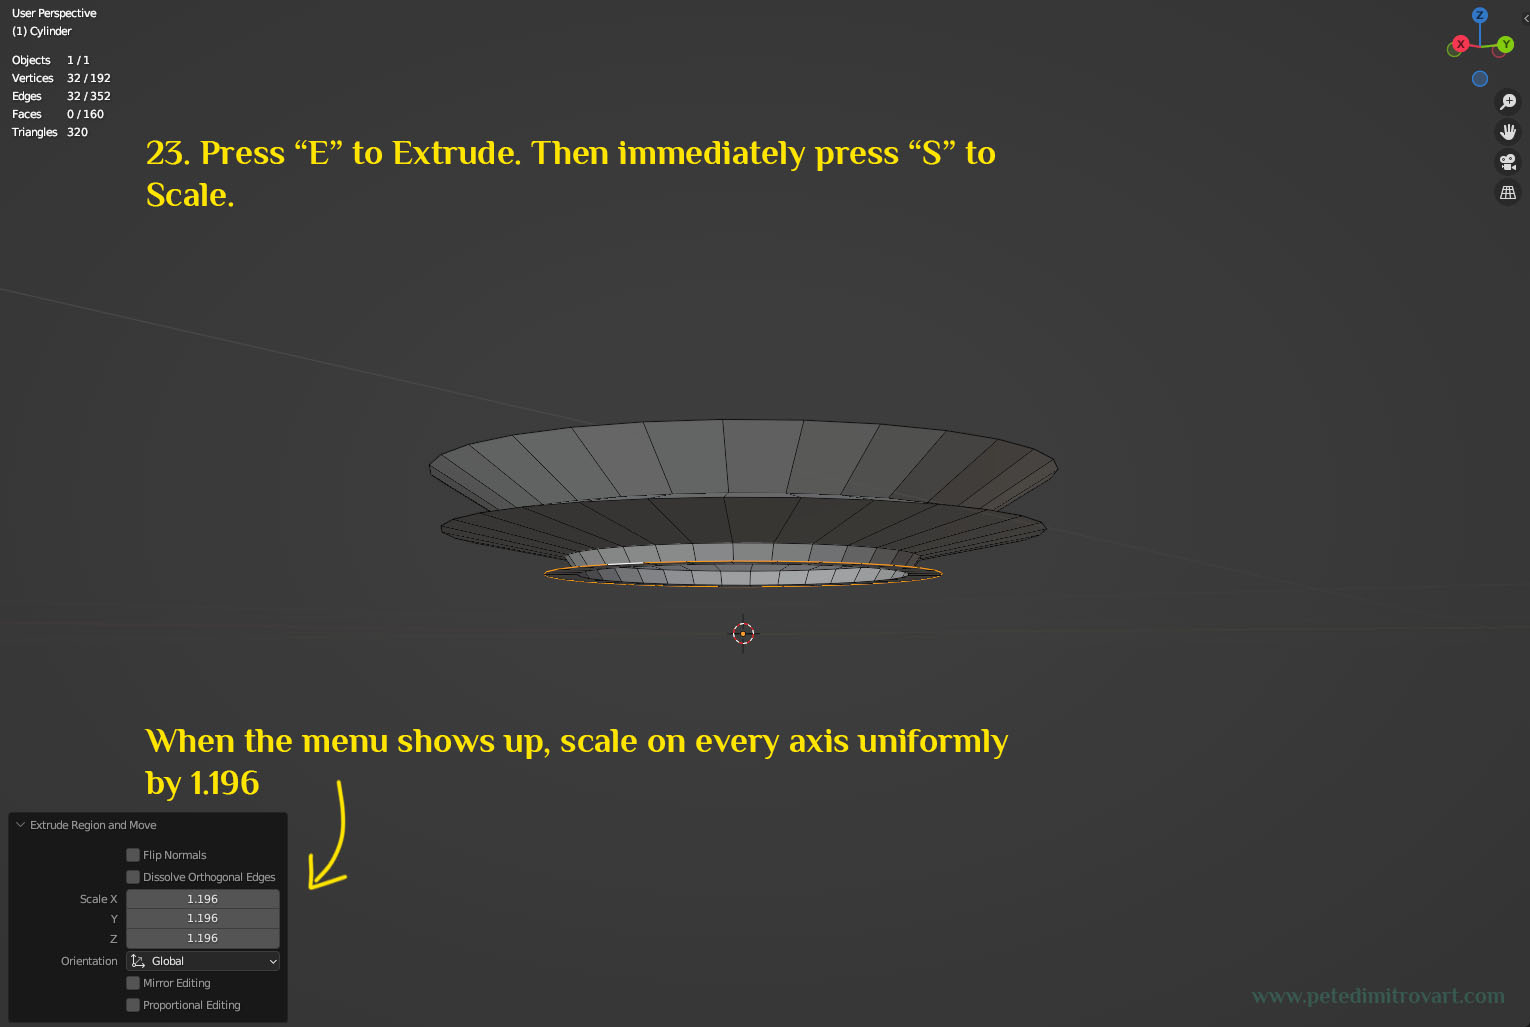 User Perspective
(1) Cylinder
Objects 1 / 1
Vertices 32 / 192
Edges 32 / 352
Faces 0 / 160
Triangles 320
Z
X
Y
23. Press “E” to Extrude. Then immediately press “S” to
Scale.
When the menu shows up, scale on every axis uniformly
by 1.196
Extrude Region and Move
Flip Normals
Dissolve Orthogonal Edges
Scale X 1.196
Y 1.196
Z 1.196
Orientation Global
Mirror Editing
Proportional Editing
www.petedimitrovart.com